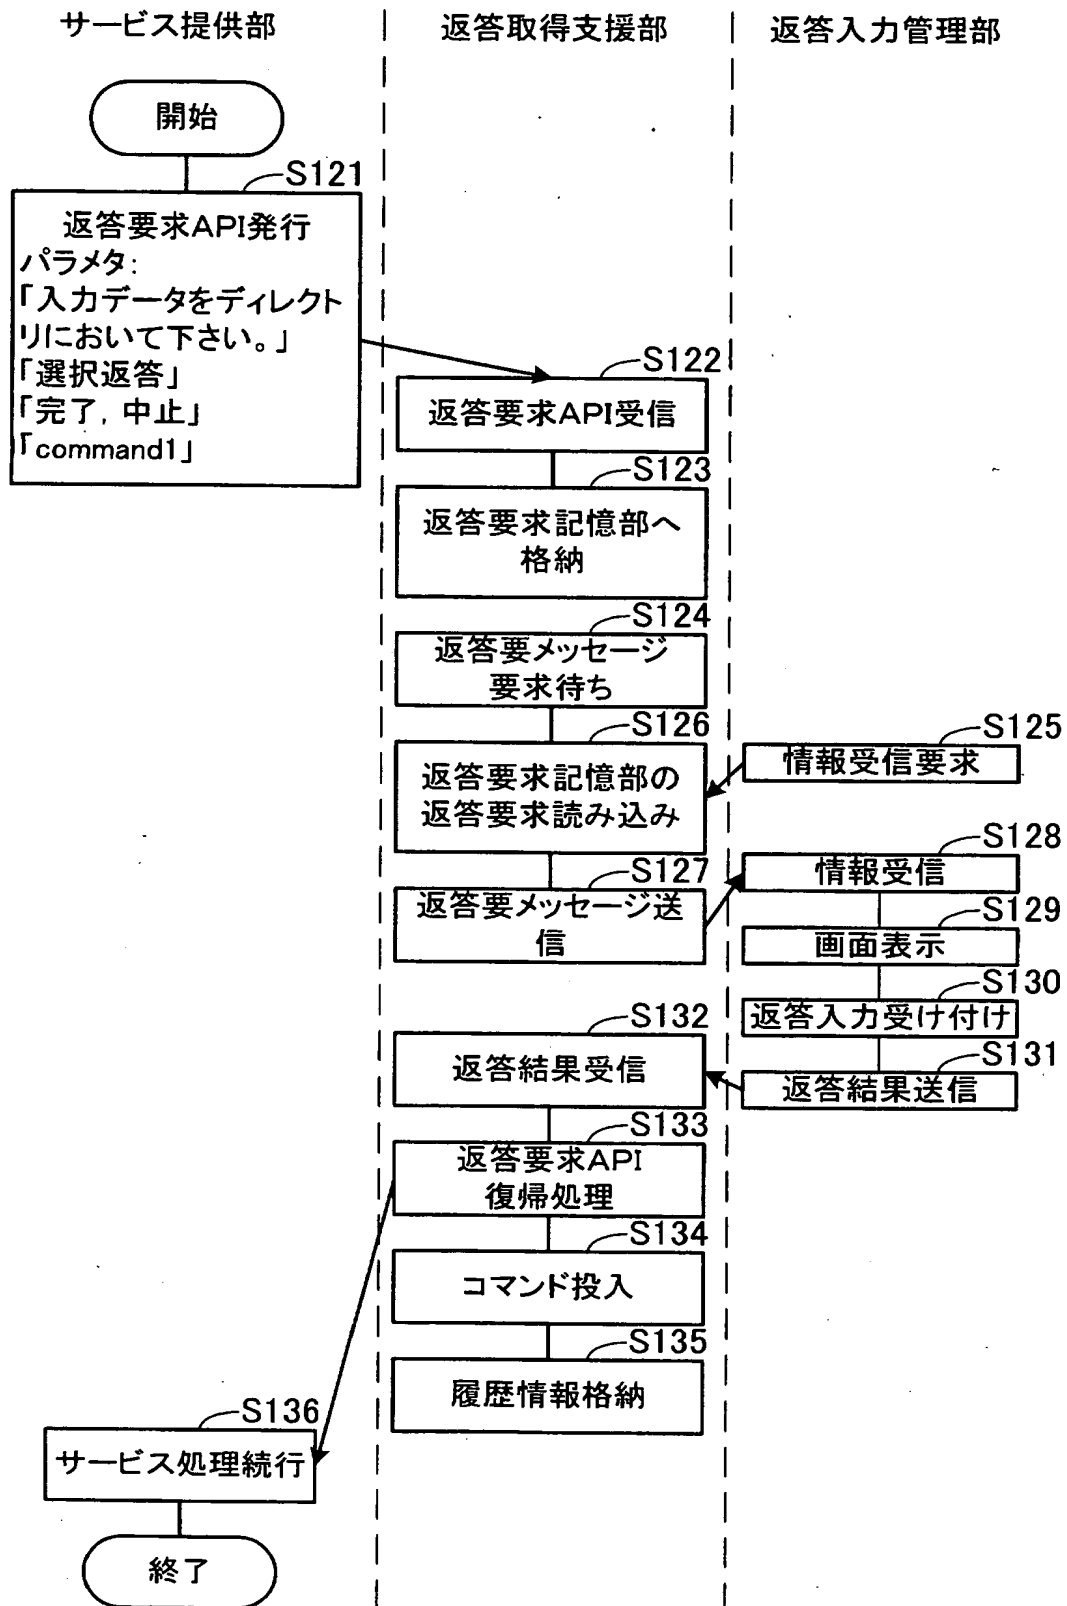 サービス提供部
返答取得支援部
返答入力管理部
開始
S121
返答要求API発行
パラメタ:
「入力データをディレクト
リにおいて下さい。」
「選択返答」
「完了, 中止」
「command1」
S122
返答要求API受信
S123
返答要求記憶部へ
格納
S124
返答要メッセージ
要求待ち
S125
情報受信要求
S126
返答要求記憶部の
返答要求読み込み
S127
返答要メッセージ送
信
S128
情報受信
S129
画面表示
S130
返答入力受け付け
S131
返答結果送信
S132
返答結果受信
S133
返答要求API
復帰処理
S134
コマンド投入
S135
履歴情報格納
S136
サービス処理続行
終了